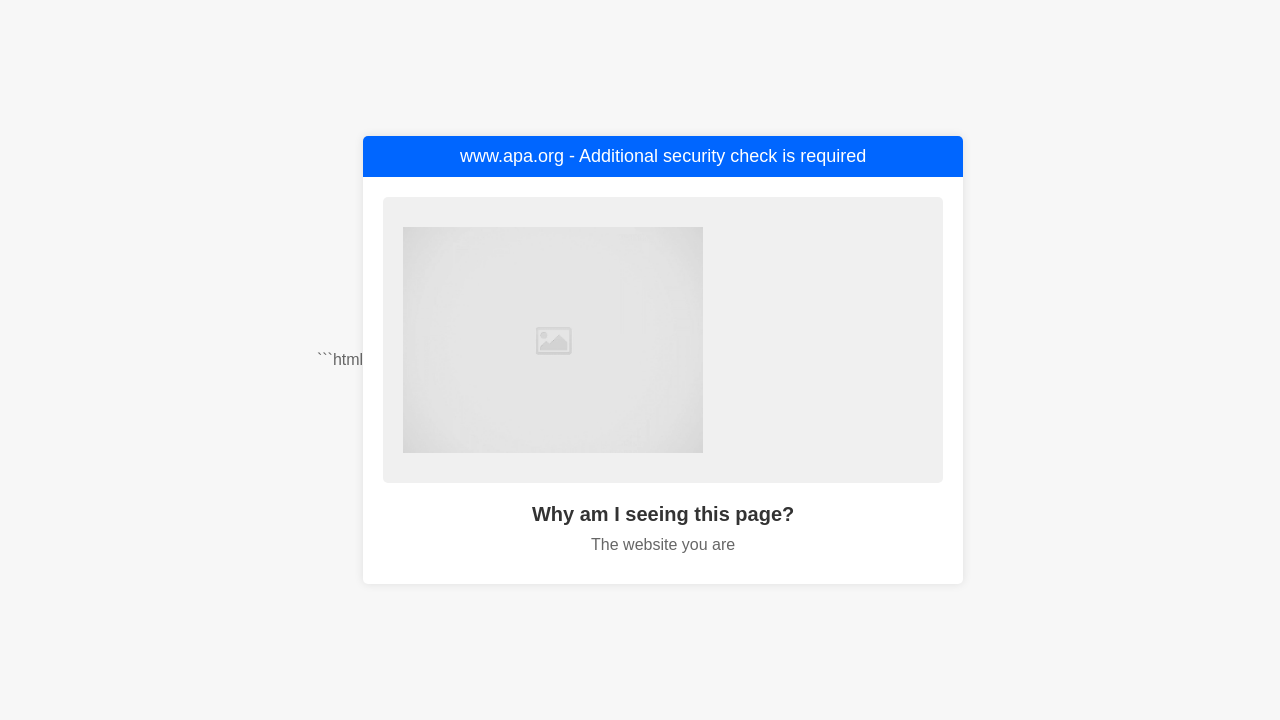 www.apa.org - Additional security check is required
```html
Why am I seeing this page?
The website you are